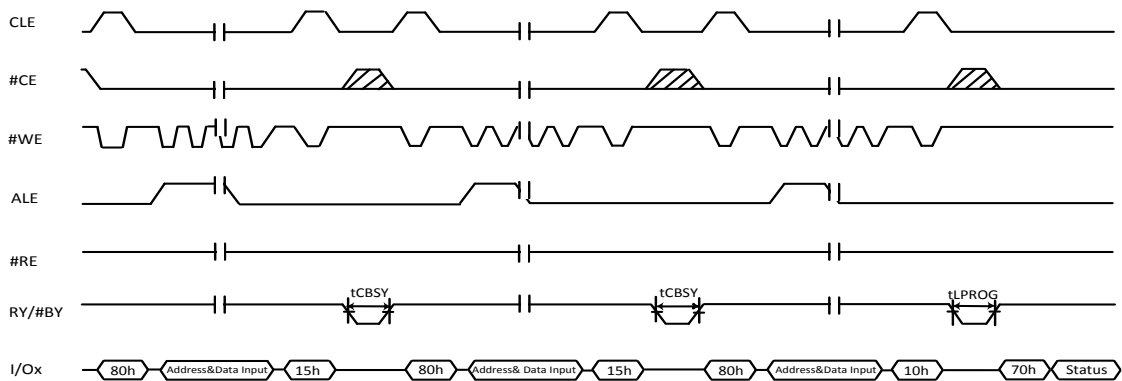 CLE
#CE
#WE
ALE
#RE
RY/#BY tCBSY tCBSY tLPROG
I/Ox 80h Address&Data Input 15h 80h Address& Data Input 15h 80h Address&Data Input 10h 70h Status